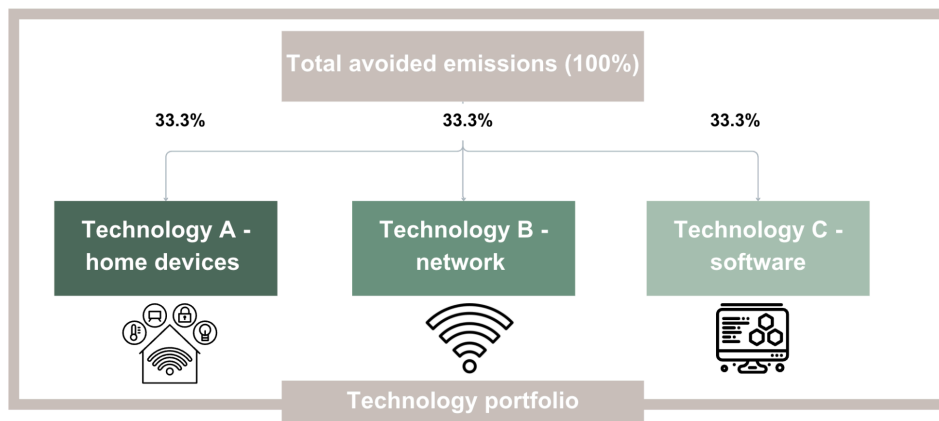 Total avoided emissions (100%)
33.3%
33.3%
33.3%
Technology A -
home devices
Technology B -
network
Technology C -
software
Technology portfolio